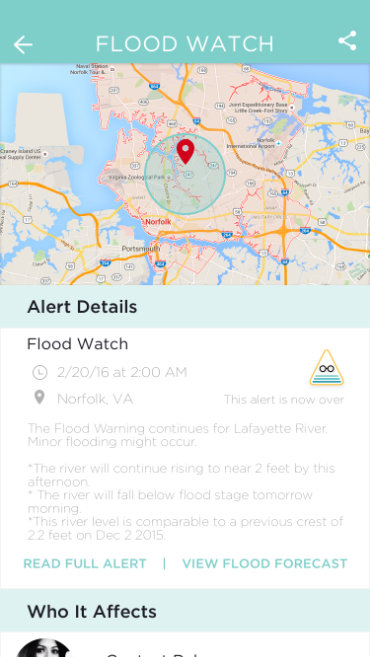 FLOOD WATCH
Naval Station
Norfolk Tour &
Joint Expeditionary Base
Little Creek-Fort Story
Craney Island US
val Supply Center
Norfolk
International Airport
Virginia Zoological Park
Bay
Norfolk
Portsmouth
Alert Details
Flood Watch
2/20/16 at 2:00 AM
Norfolk, VA
This alert is now over
The Flood Warning continues for Lafayette River.
Minor flooding might occur.
*The river will continue rising to near 2 feet by this
afternoon.
* The river will fall below flood stage tomorrow
morning.
*This river level is comparable to a previous crest of
2.2 feet on Dec 2 2015.
READ FULL ALERT | VIEW FLOOD FORECAST
Who It Affects